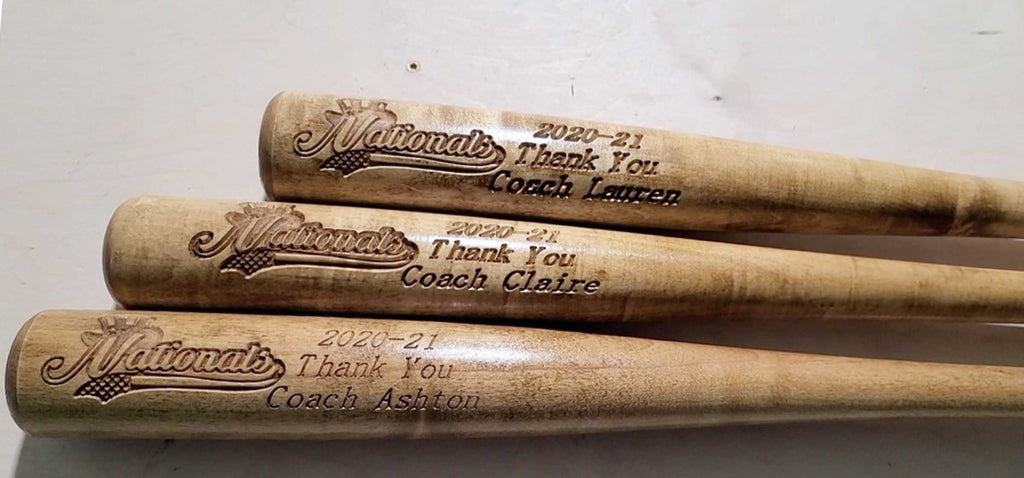 Nationals
2020-21
Thank You
Coach Lauren
Nationals
2020-21
Thank You
Coach Claire
Nationals
2020-21
Thank You
Coach Ashton